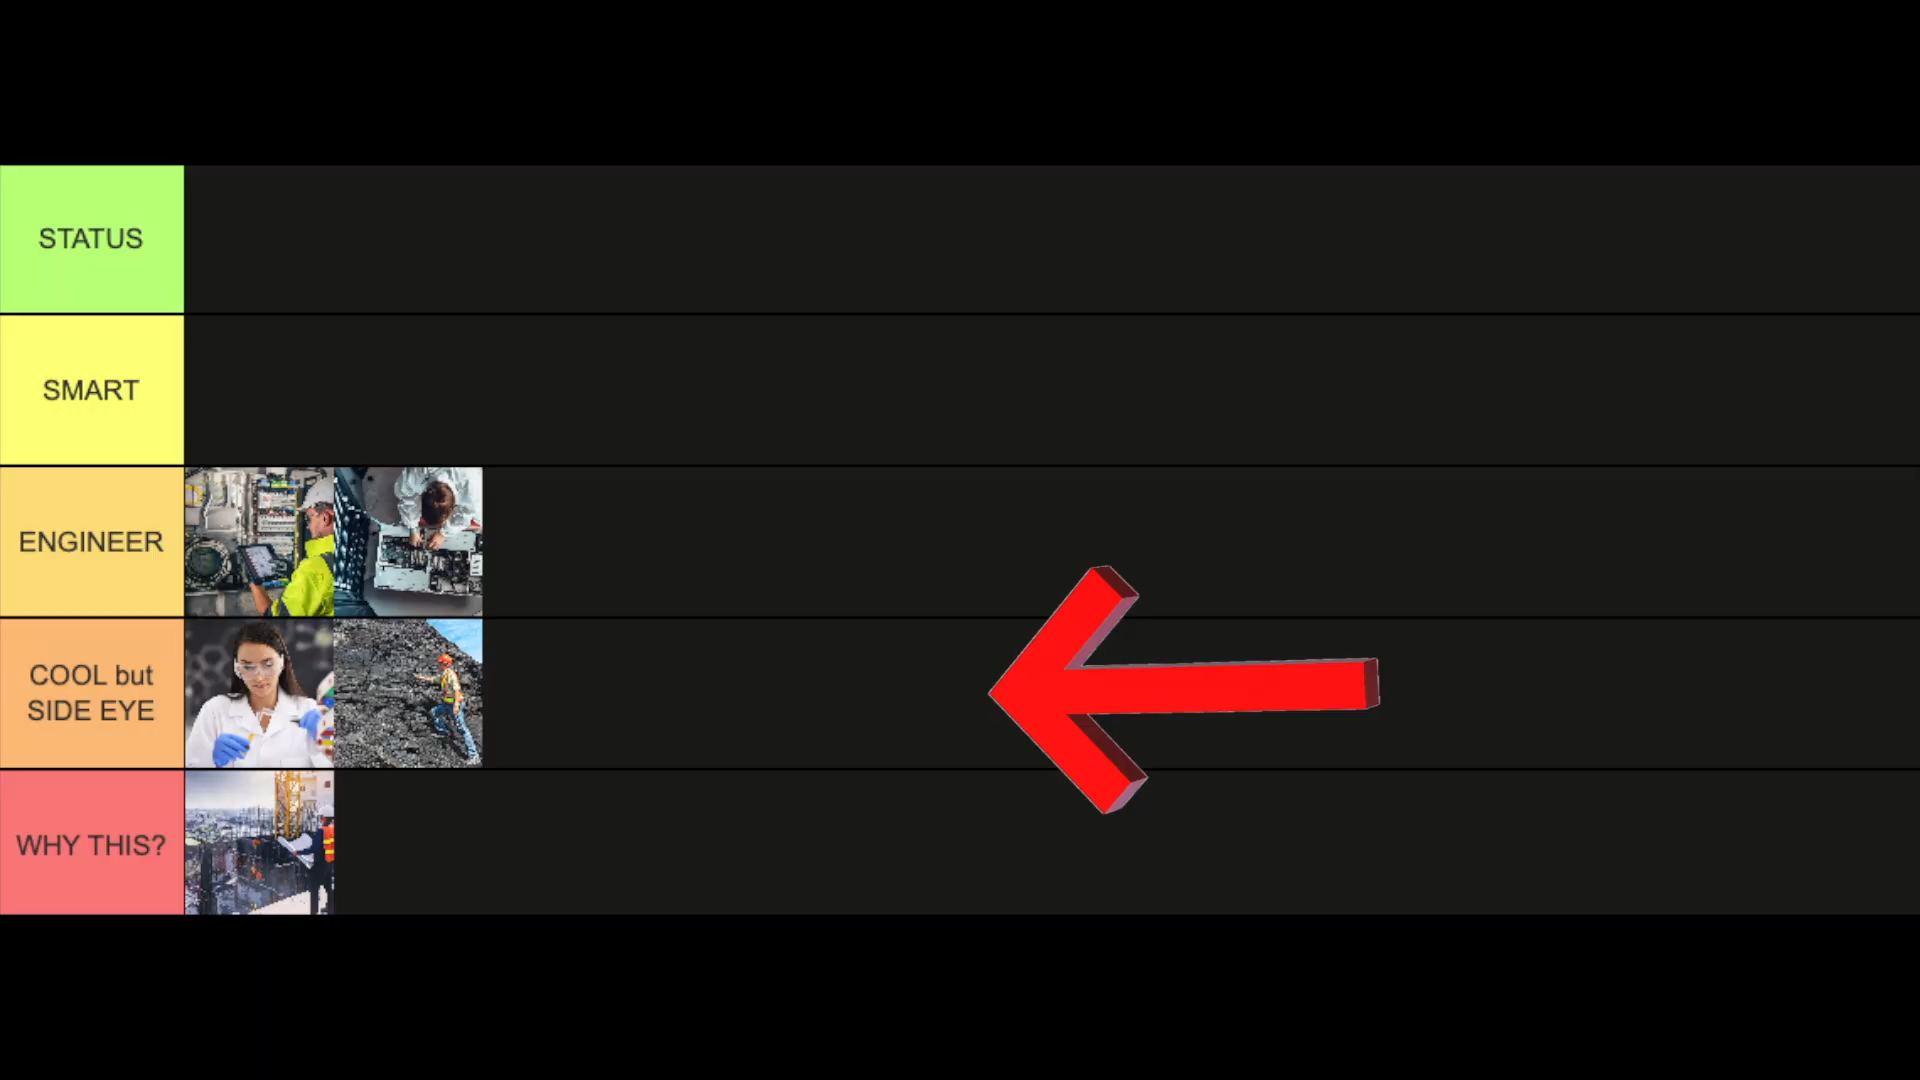 STATUS
SMART
ENGINEER
COOL but
SIDE EYE
WHY THIS?